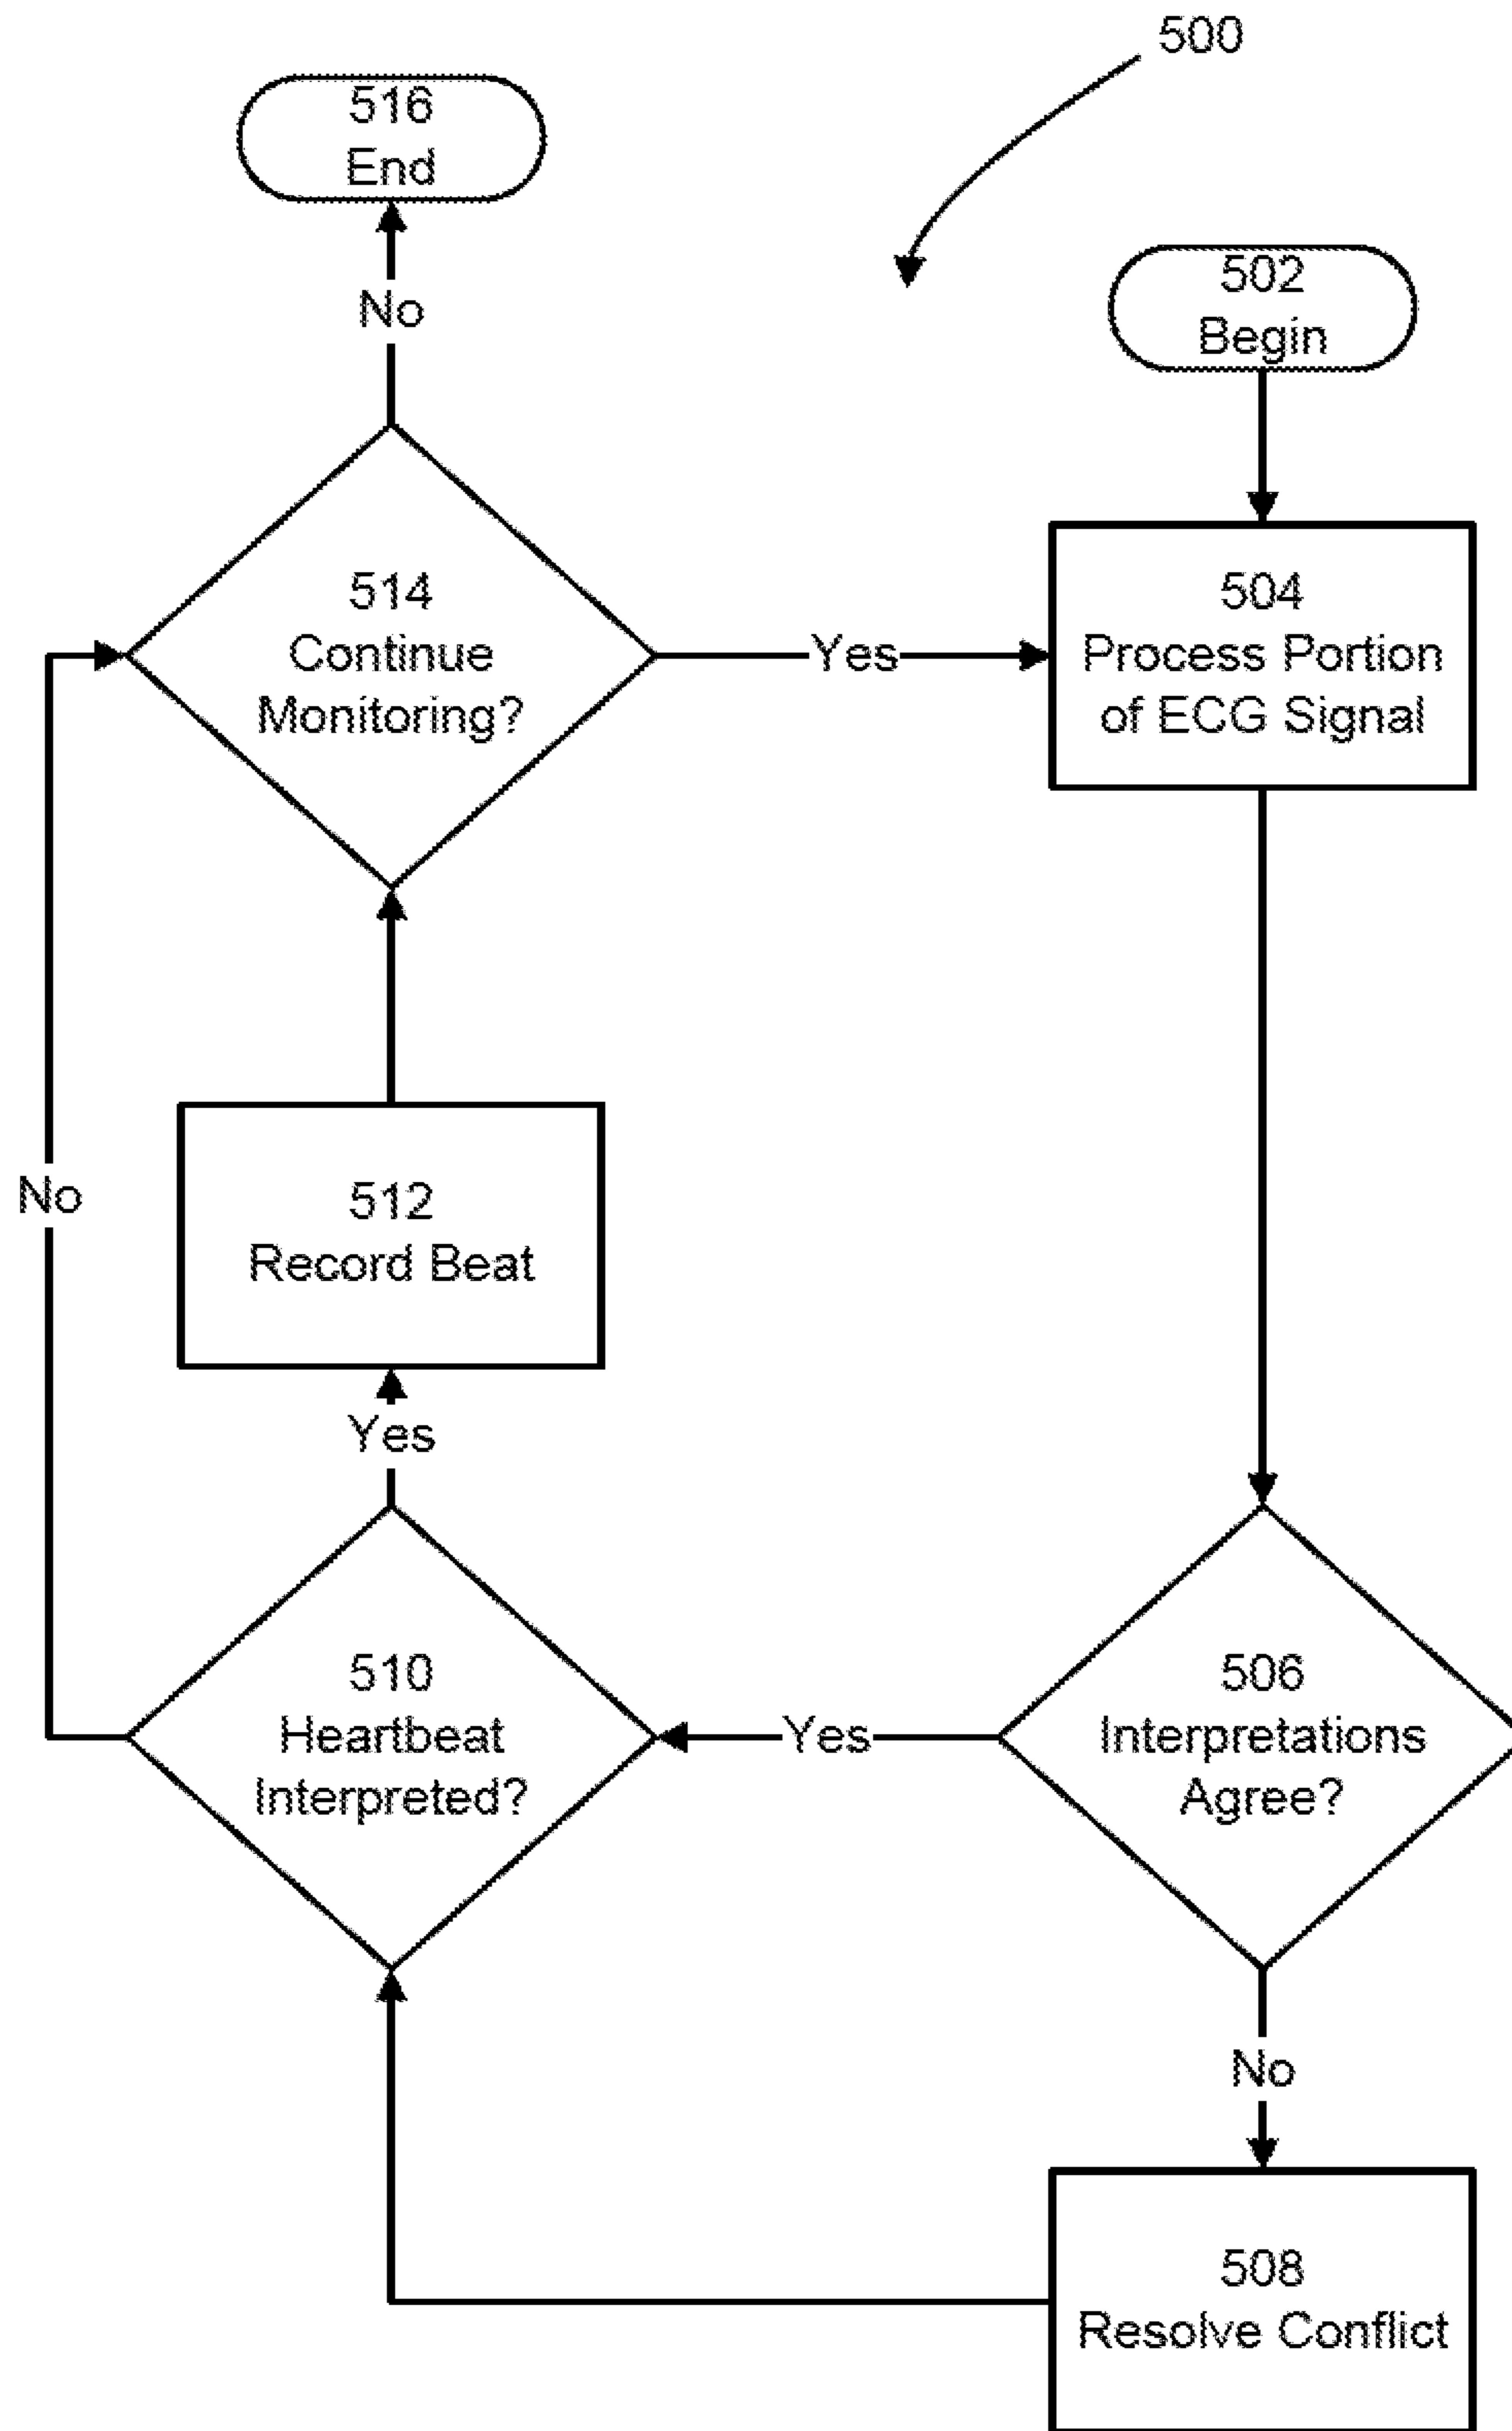 500
516
End
No
502
Begin
514
Continue
Monitoring?
Yes
504
Process Portion
of ECG Signal
No
512
Record Beat
Yes
510
Heartbeat
Interpreted?
Yes
506
Interpretations
Agree?
No
508
Resolve Conflict